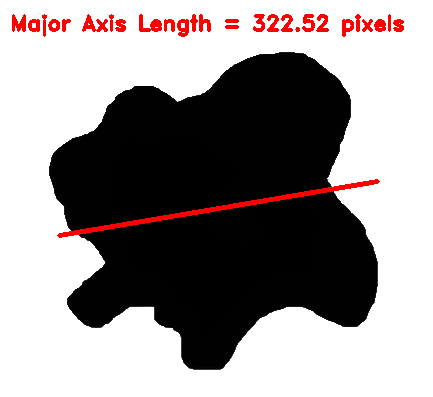 Major Axis Length = 322.52 pixels